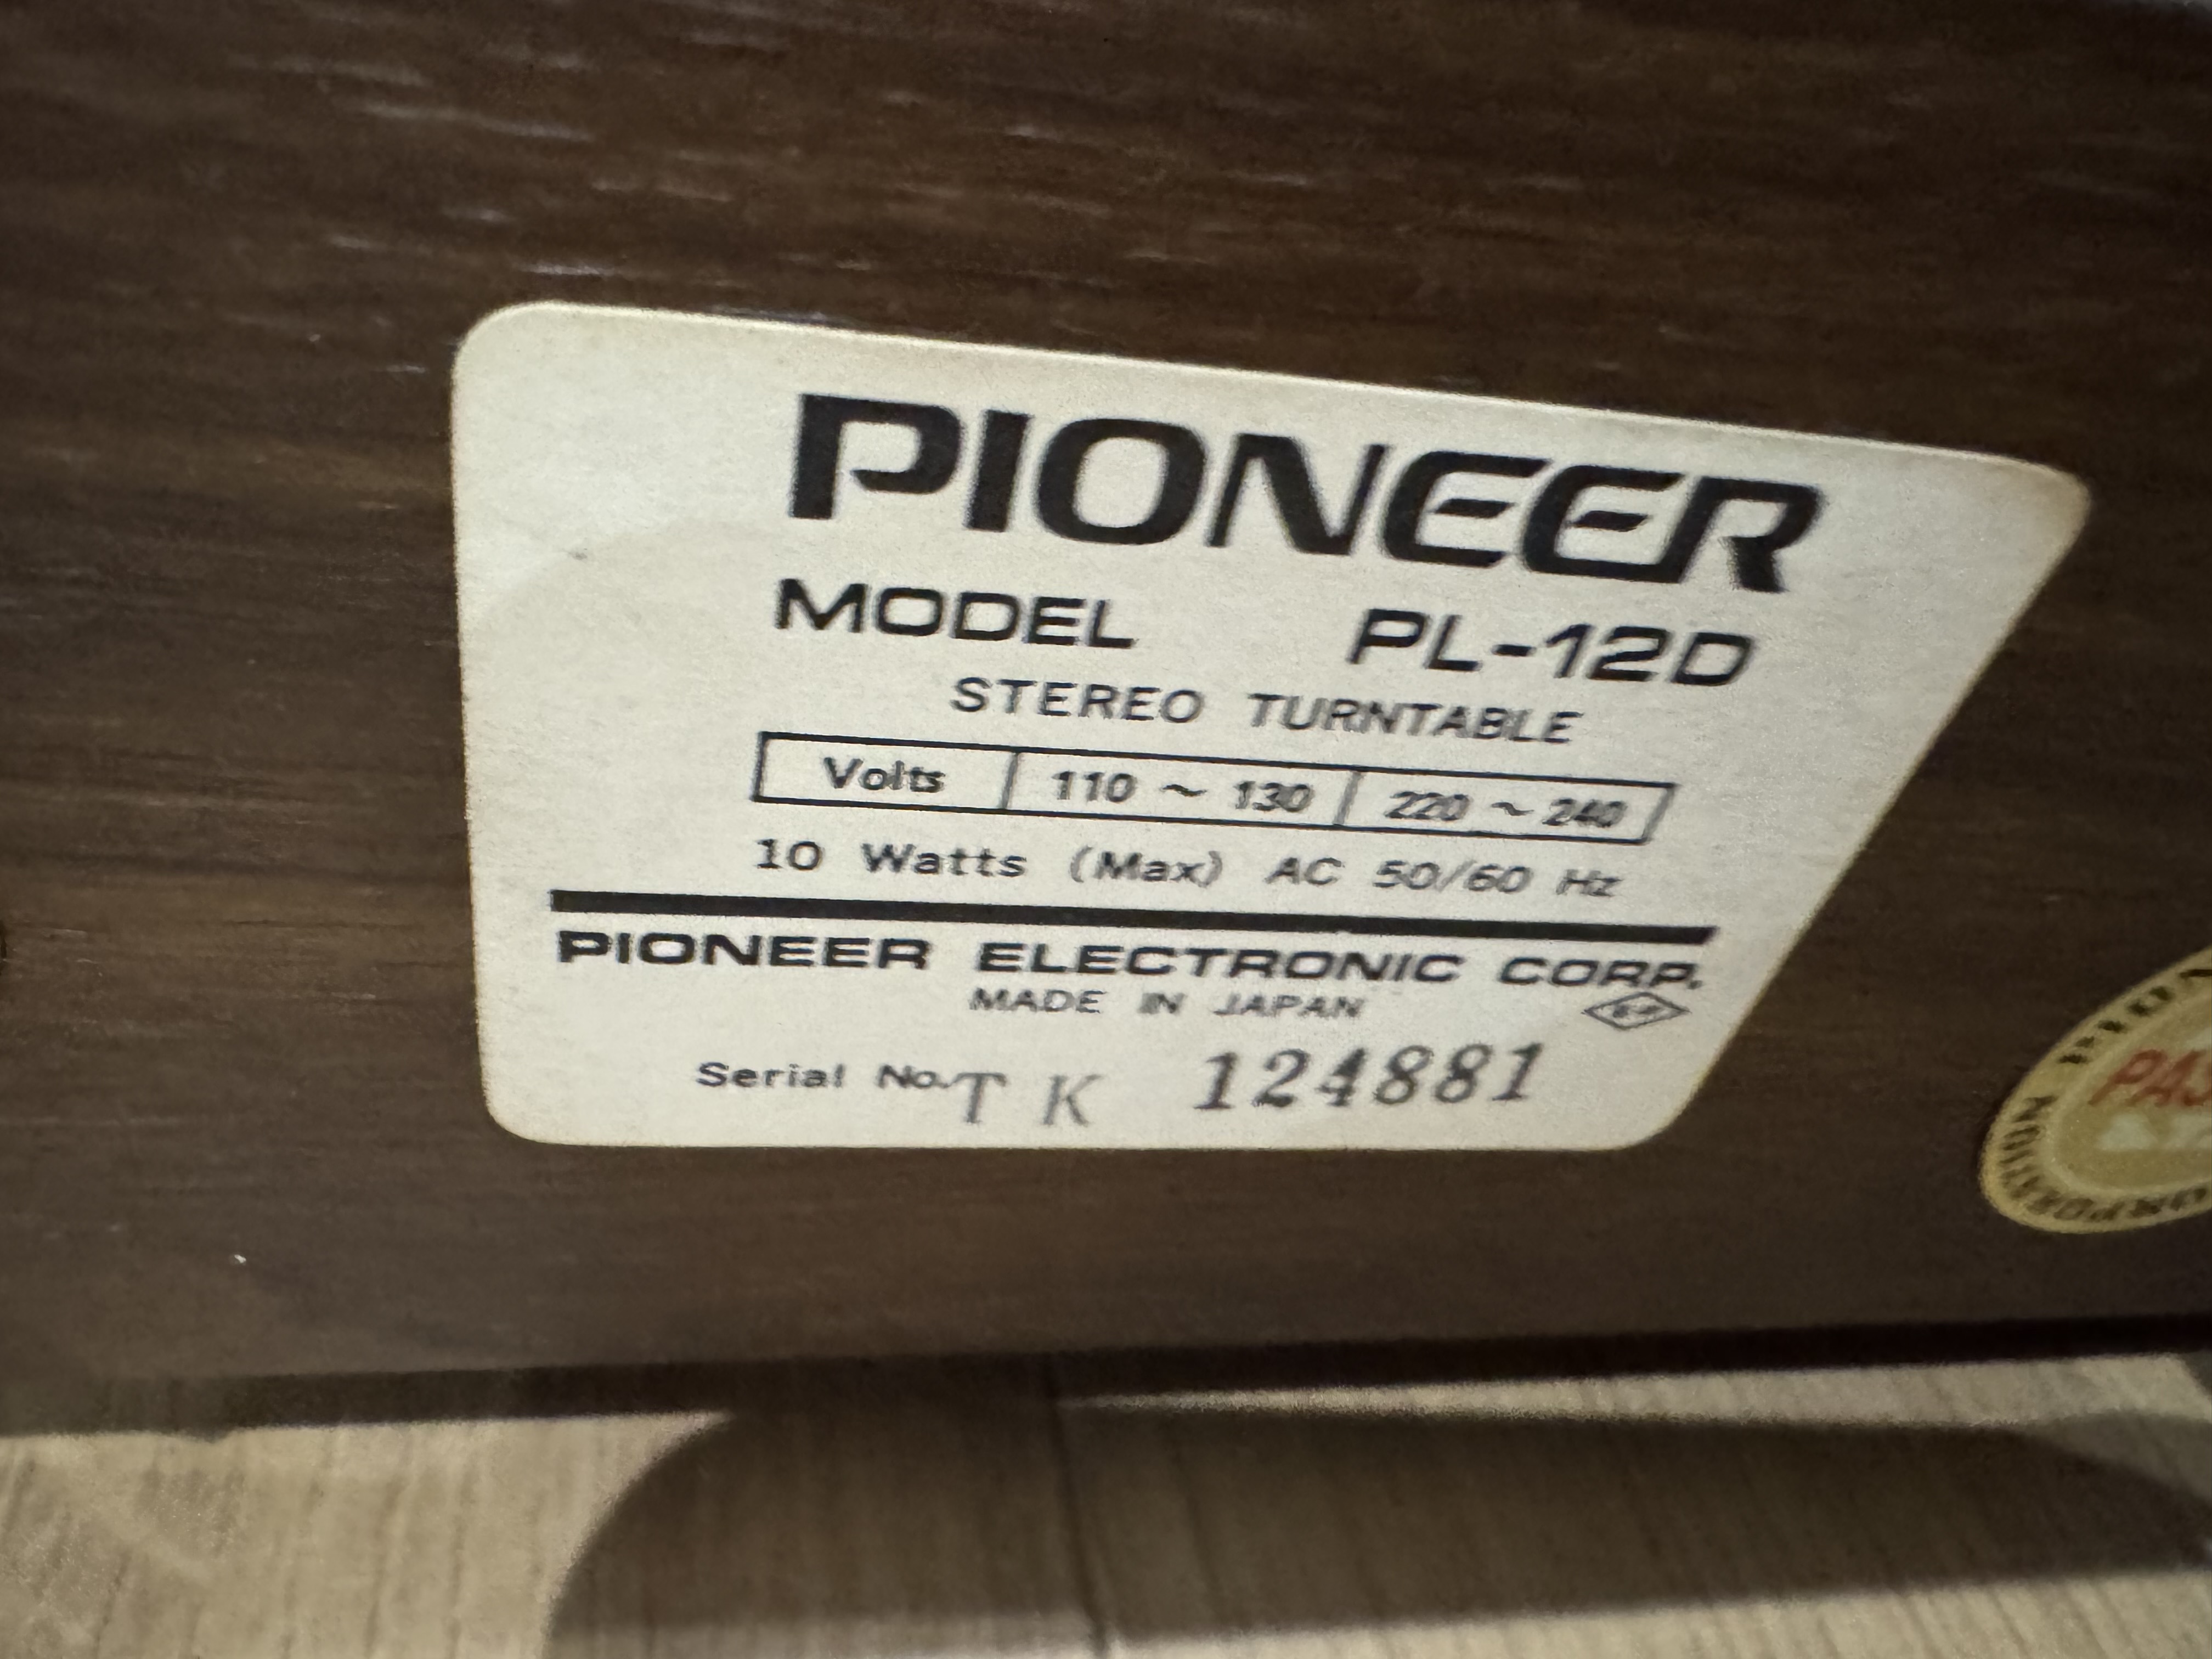 PIONEER
MODEL PL-12D
STEREO TURNTABLE
Volts 110 ~ 130 220 ~ 240
10 Watts (Max) AC 50/60 Hz
PIONEER ELECTRONIC CORP.
MADE IN JAPAN
Serial No. TK 124881